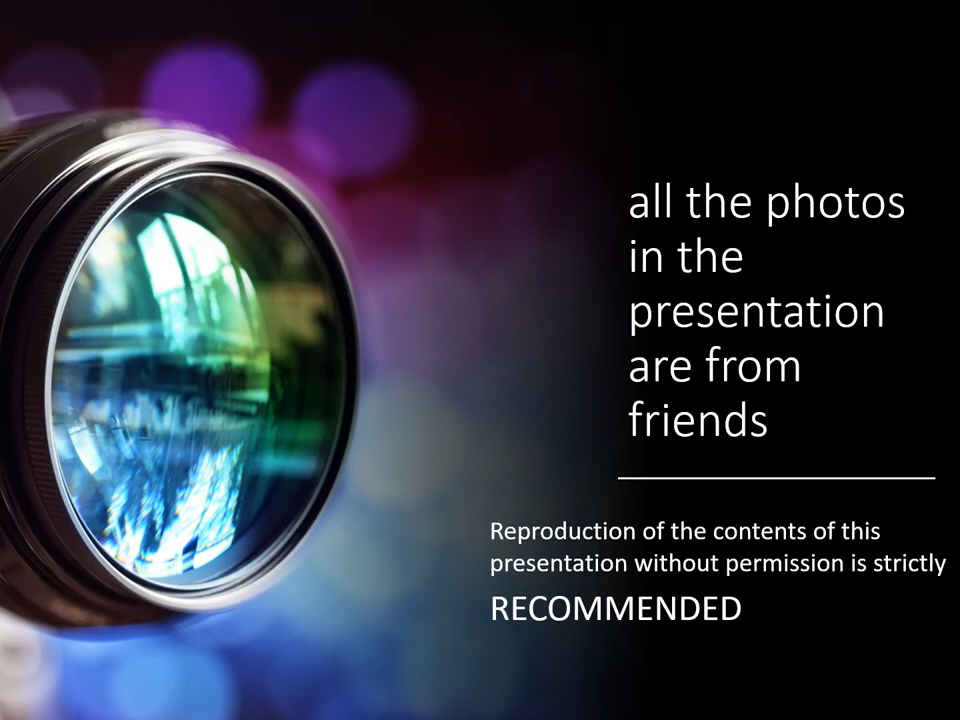 all the photos
in the
presentation
are from
friends
Reproduction of the contents of this
presentation without permission is strictly
RECOMMENDED